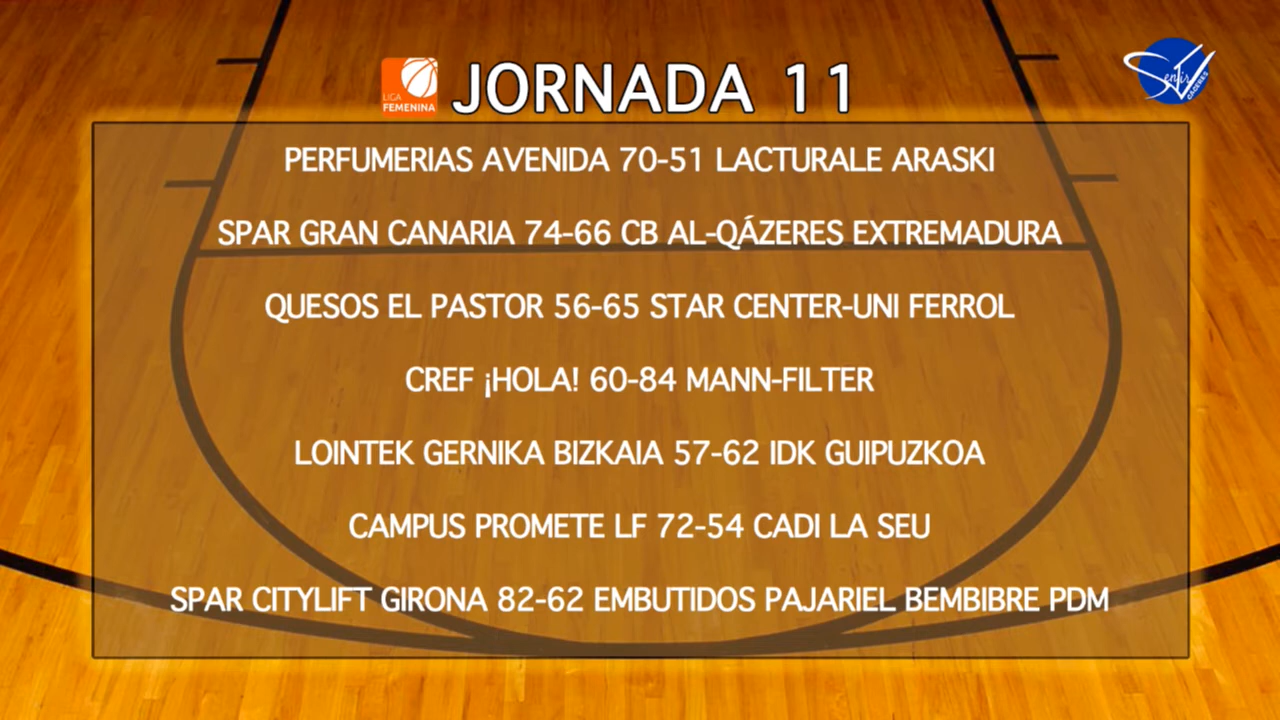 LIGA
FEMENINA
JORNADA 11
Sentir
CÁCERES
PERFUMERIAS AVENIDA 70-51 LACTURALE ARASKI
SPAR GRAN CANARIA 74-66 CB AL-QÁZERES EXTREMADURA
QUESOS EL PASTOR 56-65 STAR CENTER-UNI FERROL
CREF ¡HOLA! 60-84 MANN-FILTER
LOINTEK GERNIKA BIZKAIA 57-62 IDK GUIPUZKOA
CAMPUS PROMETE LF 72-54 CADI LA SEU
SPAR CITYLIFT GIRONA 82-62 EMBUTIDOS PAJARIEL BEMBIBRE PDM